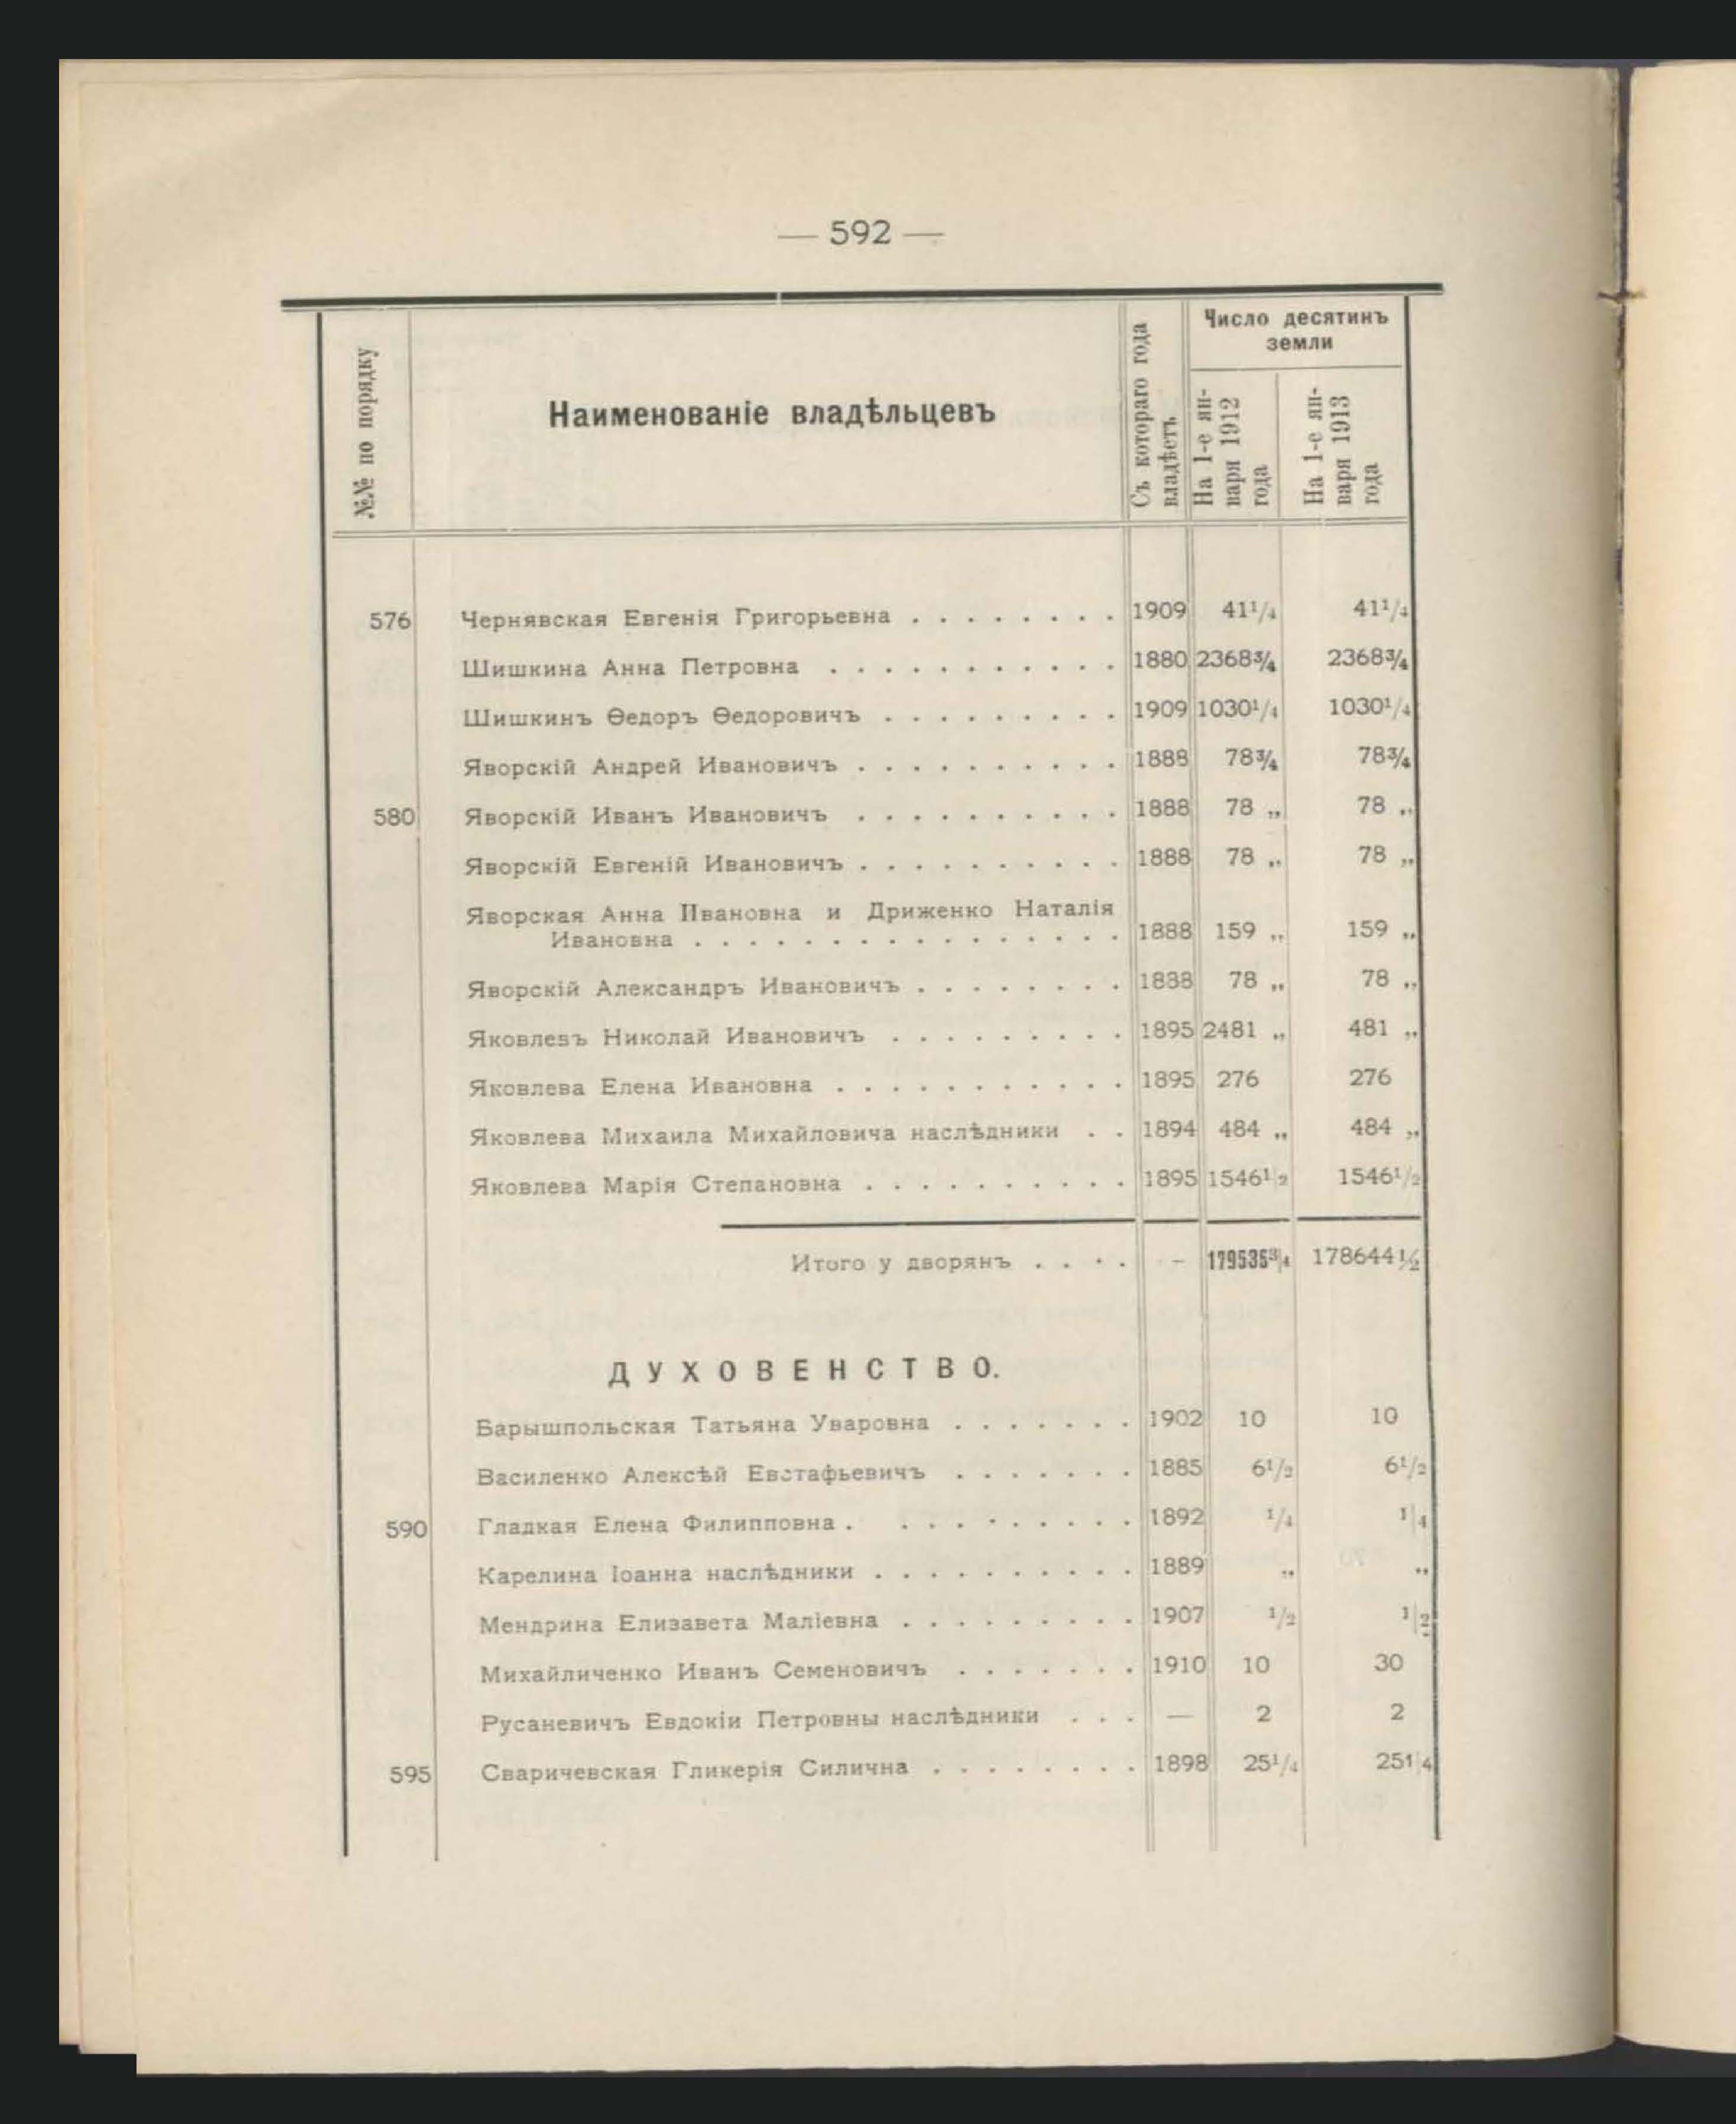 — 592 —
№№ по порядку
Наименованіе владѣльцевъ
Съ котораго года владѣетъ
Число десятинъ земли
На 1-е января 1912 года
На 1-е января 1913 года
576 Чернявская Евгенія Григорьевна . . . . . . . . 1909 41¹/₄ 41¹/₄
Шишкина Анна Петровна . . . . . . . . . . . 1880 2368¾ 2368¾
Шишкинъ Ѳедоръ Ѳедоровичъ . . . . . . . . . 1909 1030¹/₄ 1030¹/₄
Яворскій Андрей Ивановичъ . . . . . . . . . . 1888 78¾ 78¾
580 Яворскій Иванъ Ивановичъ . . . . . . . . . . 1888 78 „ 78 „
Яворскій Евгеній Ивановичъ . . . . . . . . . . 1888 78 „ 78 „
Яворская Анна Ивановна и Дриженко Наталія
Ивановна . . . . . . . . . . . . . . . . 1888 159 „ 159 „
Яворскій Александръ Ивановичъ . . . . . . . . 1888 78 „ 78 „
Яковлевъ Николай Ивановичъ . . . . . . . . . 1895 2481 „ 481 „
Яковлева Елена Ивановна . . . . . . . . . . . 1895 276 276
Яковлева Михаила Михайловича наслѣдники . . 1894 484 „ 484 „
Яковлева Марія Степановна . . . . . . . . . . 1895 1546¹/₂ 1546¹/₂
Итого у дворянъ . . . . – 179535³/₄ 178644½
ДУХОВЕНСТВО.
Барышпольская Татьяна Уваровна . . . . . . . 1902 10 10
Василенко Алексѣй Евстафьевичъ . . . . . . . 1885 6¹/₂ 6¹/₂
590 Гладкая Елена Филипповна . . . . . . . . . . 1892 ¹/₄ ¹/₄
Карелина Іоанна наслѣдники . . . . . . . . . . 1889 „ „
Мендрина Елизавета Маліевна . . . . . . . . . 1907 ¹/₂ ¹/₂
Михайличенко Иванъ Семеновичъ . . . . . . . 1910 10 30
Русаневичъ Евдокіи Петровны наслѣдники . . . — 2 2
595 Сваричевская Гликерія Силична . . . . . . . . 1898 25¹/₄ 25¹/₄